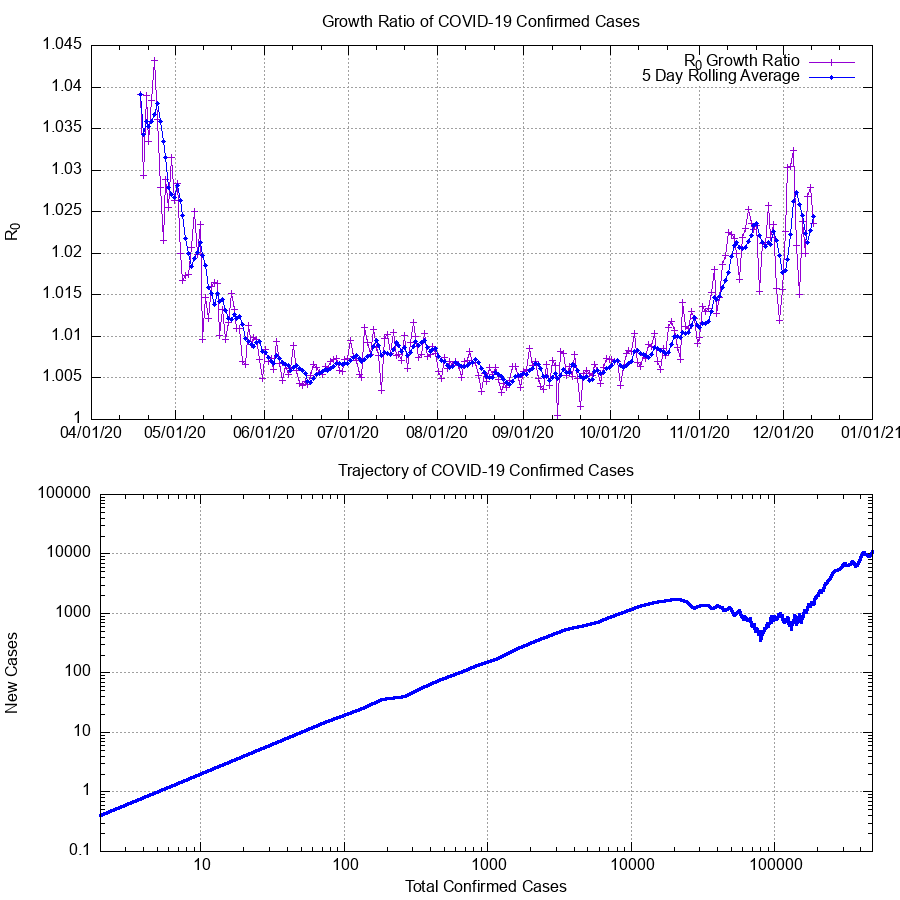 Growth Ratio of COVID-19 Confirmed Cases
1.045
1.04
1.035
1.03
1.025
1.02
1.015
1.01
1.005
1
R0
R0 Growth Ratio
5 Day Rolling Average
04/01/20 05/01/20 06/01/20 07/01/20 08/01/20 09/01/20 10/01/20 11/01/20 12/01/20 01/01/21
Trajectory of COVID-19 Confirmed Cases
100000
10000
1000
100
10
1
0.1
New Cases
10 100 1000 10000 100000
Total Confirmed Cases